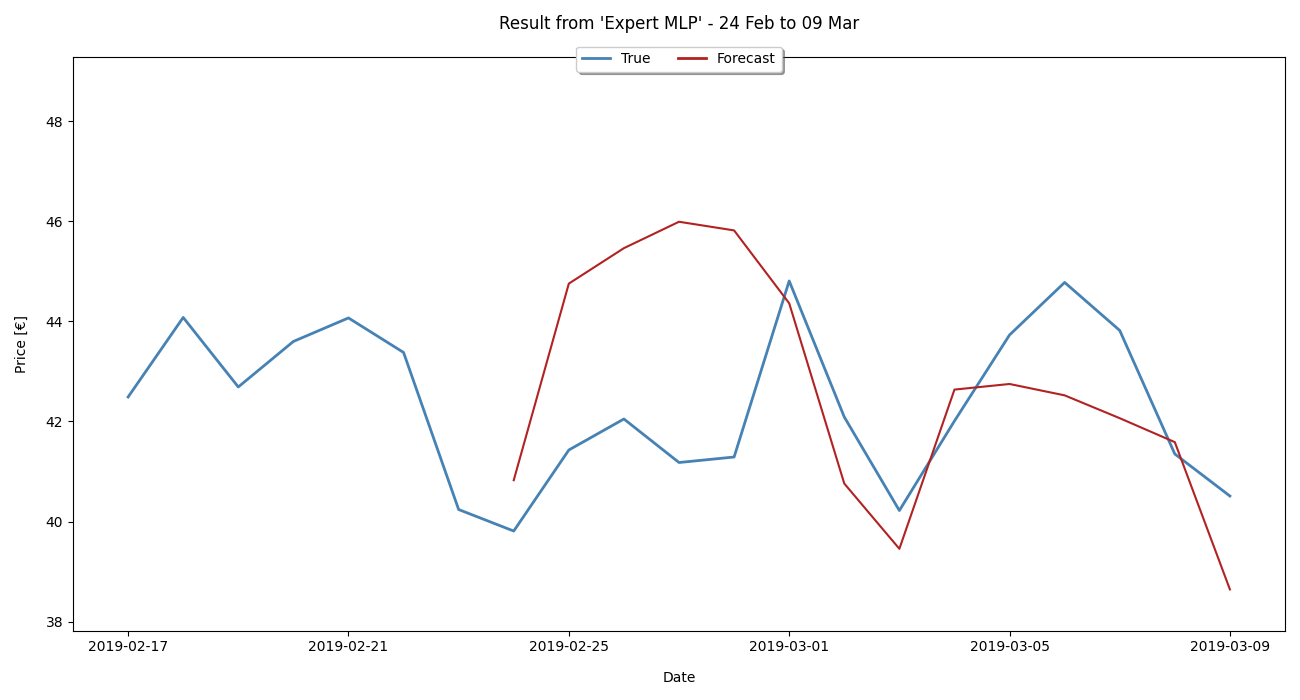 Result from 'Expert MLP' - 24 Feb to 09 Mar
True Forecast
48
46
44
42
40
38
Price [€]
2019-02-17 2019-02-21 2019-02-25 2019-03-01 2019-03-05 2019-03-09
Date